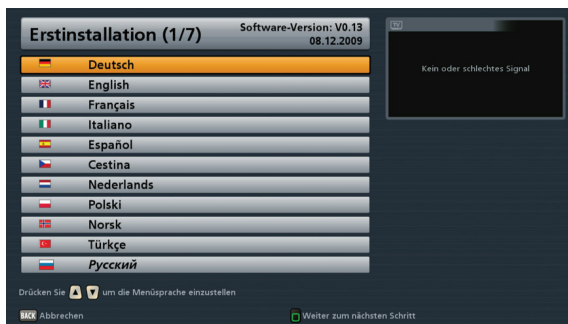 Erstinstallation (1/7)
Software-Version: V0.13
08.12.2009
TV
Kein oder schlechtes Signal
Deutsch
English
Français
Italiano
Español
Cestina
Nederlands
Polski
Norsk
Türkçe
Русский
Drücken Sie um die Menüsprache einzustellen
BACK Abbrechen
Weiter zum nächsten Schritt